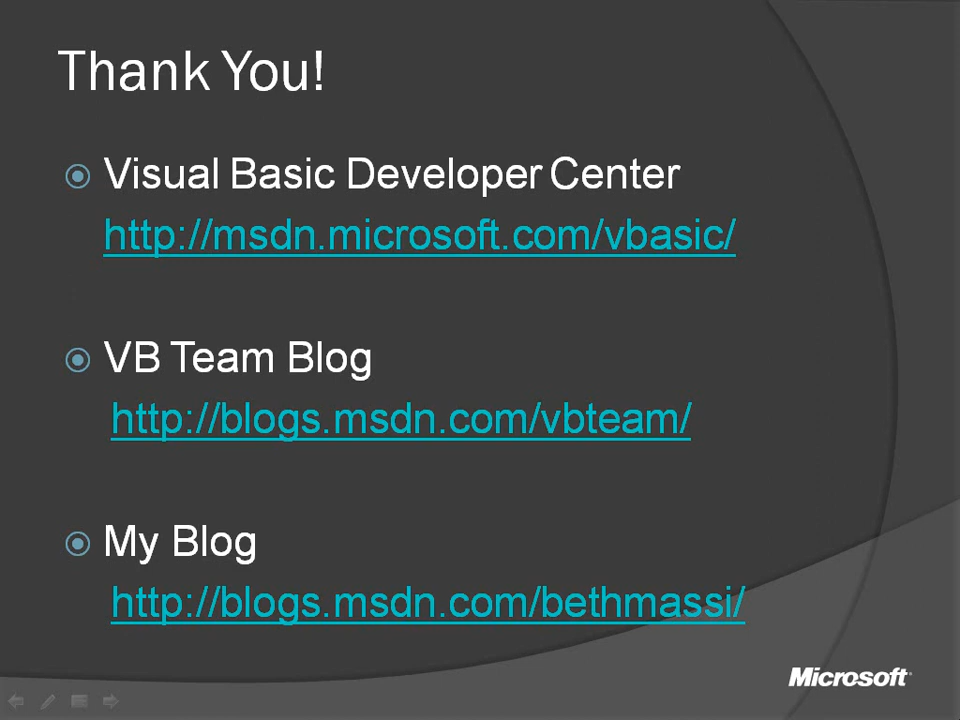 Thank You!
Visual Basic Developer Center
http://msdn.microsoft.com/vbasic/
VB Team Blog
http://blogs.msdn.com/vbteam/
My Blog
http://blogs.msdn.com/bethmassi/
Microsoft